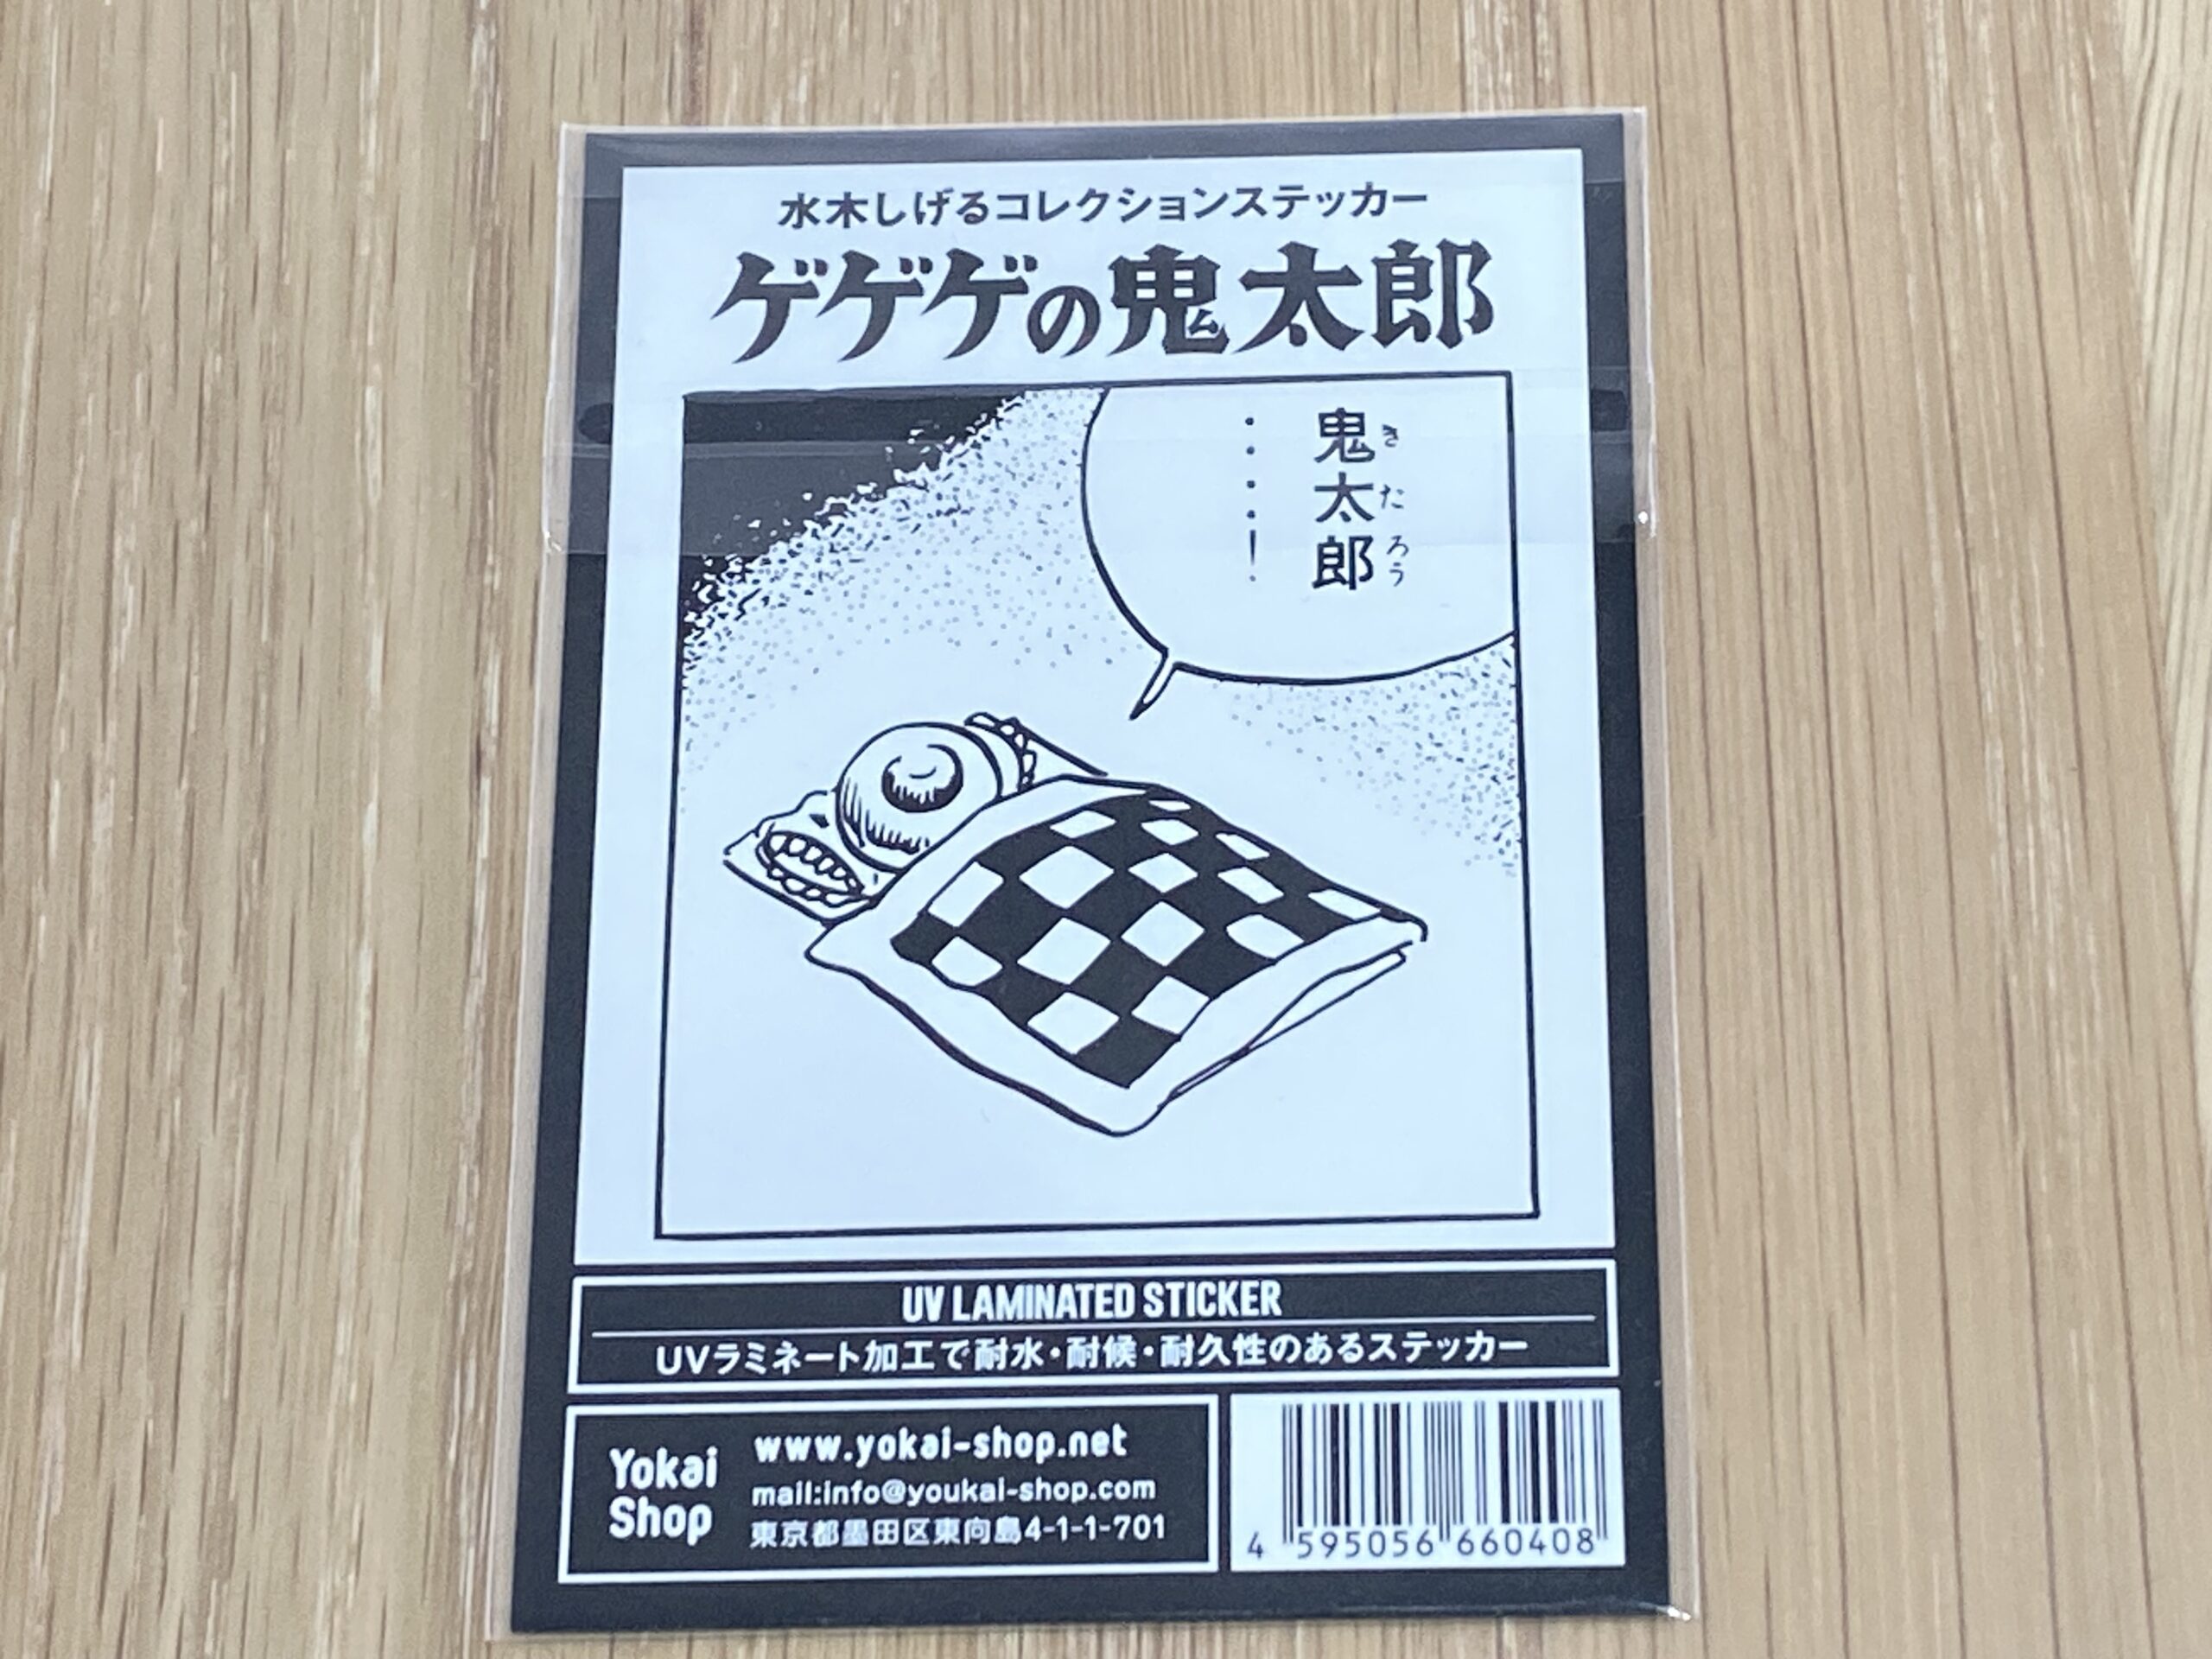 水木しげるコレクションステッカー
ゲゲゲの鬼太郎
鬼太郎
きたろう
・・・・!
UV LAMINATED STICKER
UVラミネート加工で耐水・耐候・耐久性のあるステッカー
Yokai
Shop
www.yokai-shop.net
mail:info@youkai-shop.com
東京都墨田区東向島4-1-1-701
4 595056 660408